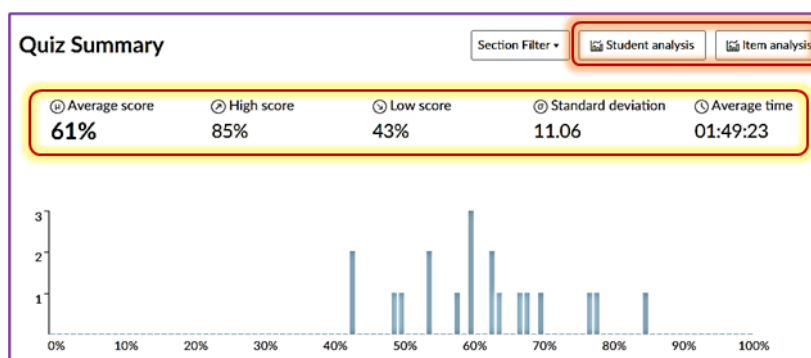 Quiz Summary
Section Filter
Student analysis
Item analysis
Average score
High score
Low score
Standard deviation
Average time
61%
85%
43%
11.06
01:49:23
3
2
1
0%
10%
20%
30%
40%
50%
60%
70%
80%
90%
100%